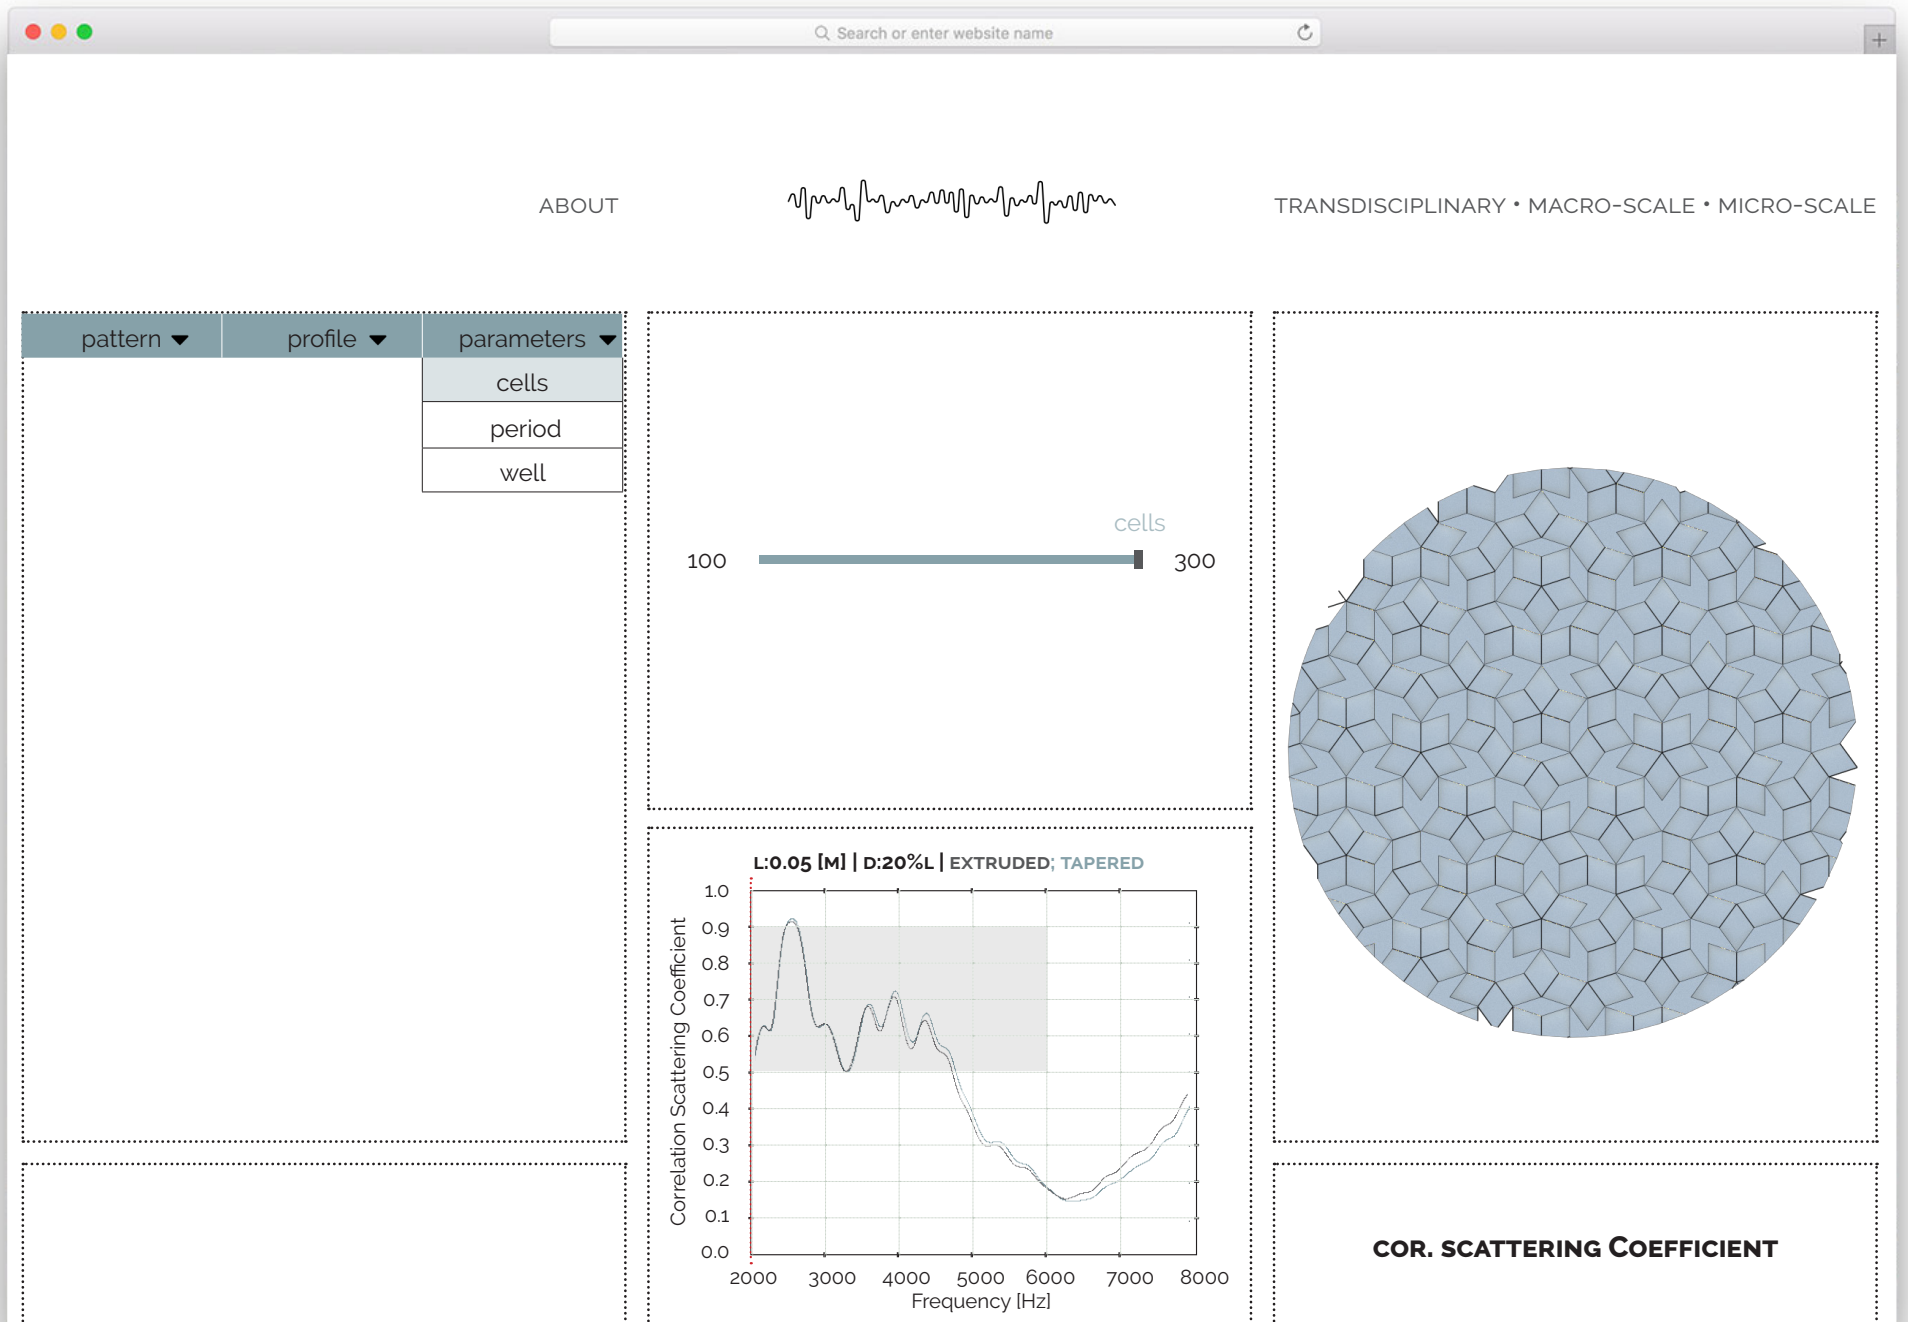 Search or enter website name
ABOUT
TRANSDISCIPLINARY • MACRO-SCALE • MICRO-SCALE
pattern
profile
parameters
cells
period
well
cells
100
300
L:0.05 [M] | D:20%L | EXTRUDED; TAPERED
Correlation Scattering Coefficient
1.0
0.9
0.8
0.7
0.6
0.5
0.4
0.3
0.2
0.1
0.0
2000 3000 4000 5000 6000 7000 8000
Frequency [Hz]
COR. SCATTERING COEFFICIENT